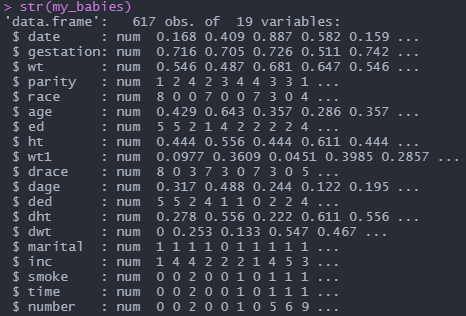 > str(my_babies)
'data.frame':   617 obs. of  19 variables:
 $ date     : num  0.168 0.409 0.887 0.582 0.159 ...
 $ gestation: num  0.716 0.705 0.726 0.511 0.742 ...
 $ wt       : num  0.546 0.487 0.681 0.647 0.546 ...
 $ parity   : num  1 2 4 2 3 4 4 3 3 1 ...
 $ race     : num  8 0 0 7 0 0 7 3 0 4 ...
 $ age      : num  0.429 0.643 0.357 0.286 0.357 ...
 $ ed       : num  5 5 2 1 4 2 2 2 2 4 ...
 $ ht       : num  0.444 0.556 0.444 0.611 0.444 ...
 $ wt1      : num  0.0977 0.3609 0.0451 0.3985 0.2857 ...
 $ drace    : num  8 0 3 7 3 0 7 3 0 5 ...
 $ dage     : num  0.317 0.488 0.244 0.122 0.195 ...
 $ ded      : num  5 5 2 4 1 1 0 2 2 4 ...
 $ dht      : num  0.278 0.556 0.222 0.611 0.556 ...
 $ dwt      : num  0 0.253 0.133 0.547 0.467 ...
 $ marital  : num  1 1 1 1 0 1 1 1 1 1 ...
 $ inc      : num  1 4 4 2 2 2 1 4 5 3 ...
 $ smoke    : num  0 0 2 0 0 1 0 1 1 1 ...
 $ time     : num  0 0 2 0 0 1 0 1 1 1 ...
 $ number   : num  0 0 2 0 0 1 0 5 6 9 ...